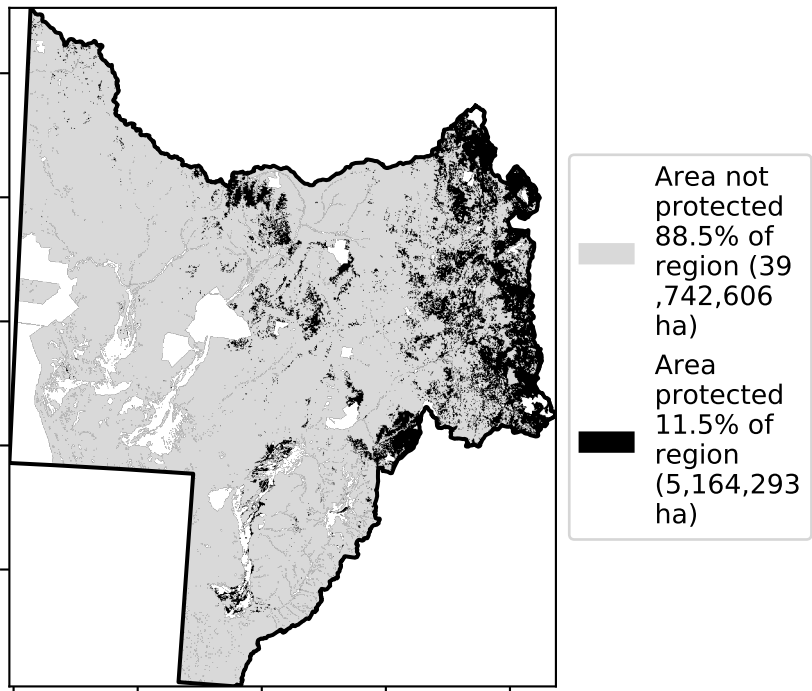 Area not
protected
88.5% of
region (39
,742,606
ha)
Area
protected
11.5% of
region
(5,164,293
ha)